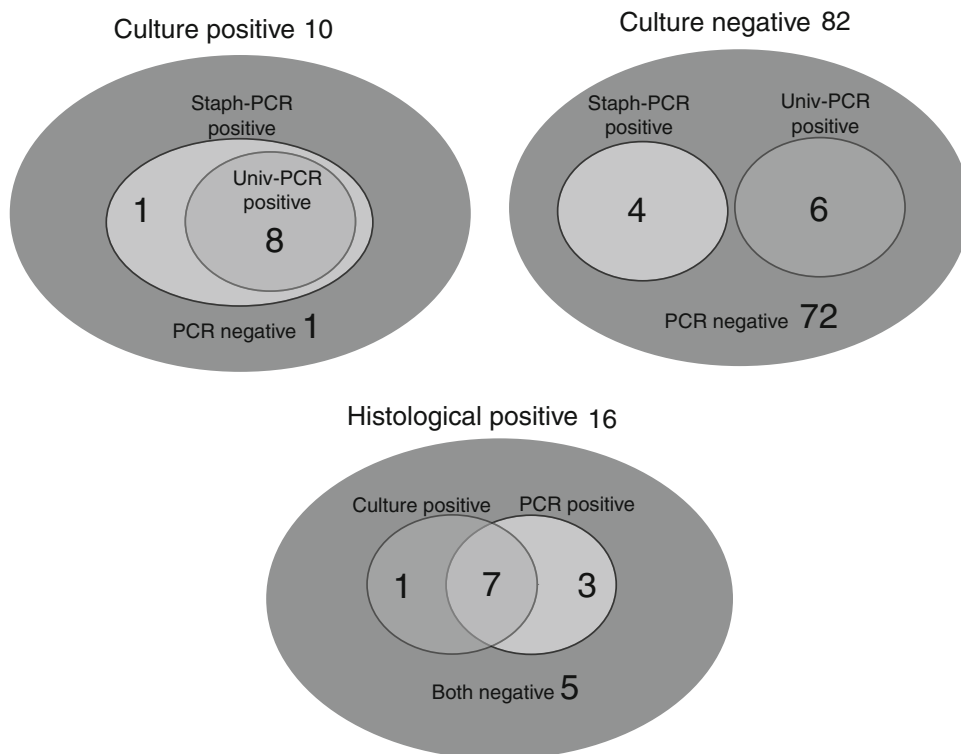 Culture positive 10
Staph-PCR
positive
Univ-PCR
positive
1
8
PCR negative 1
Culture negative 82
Staph-PCR
positive
Univ-PCR
positive
4
6
PCR negative 72
Histological positive 16
Culture positive
PCR positive
1
7
3
Both negative 5